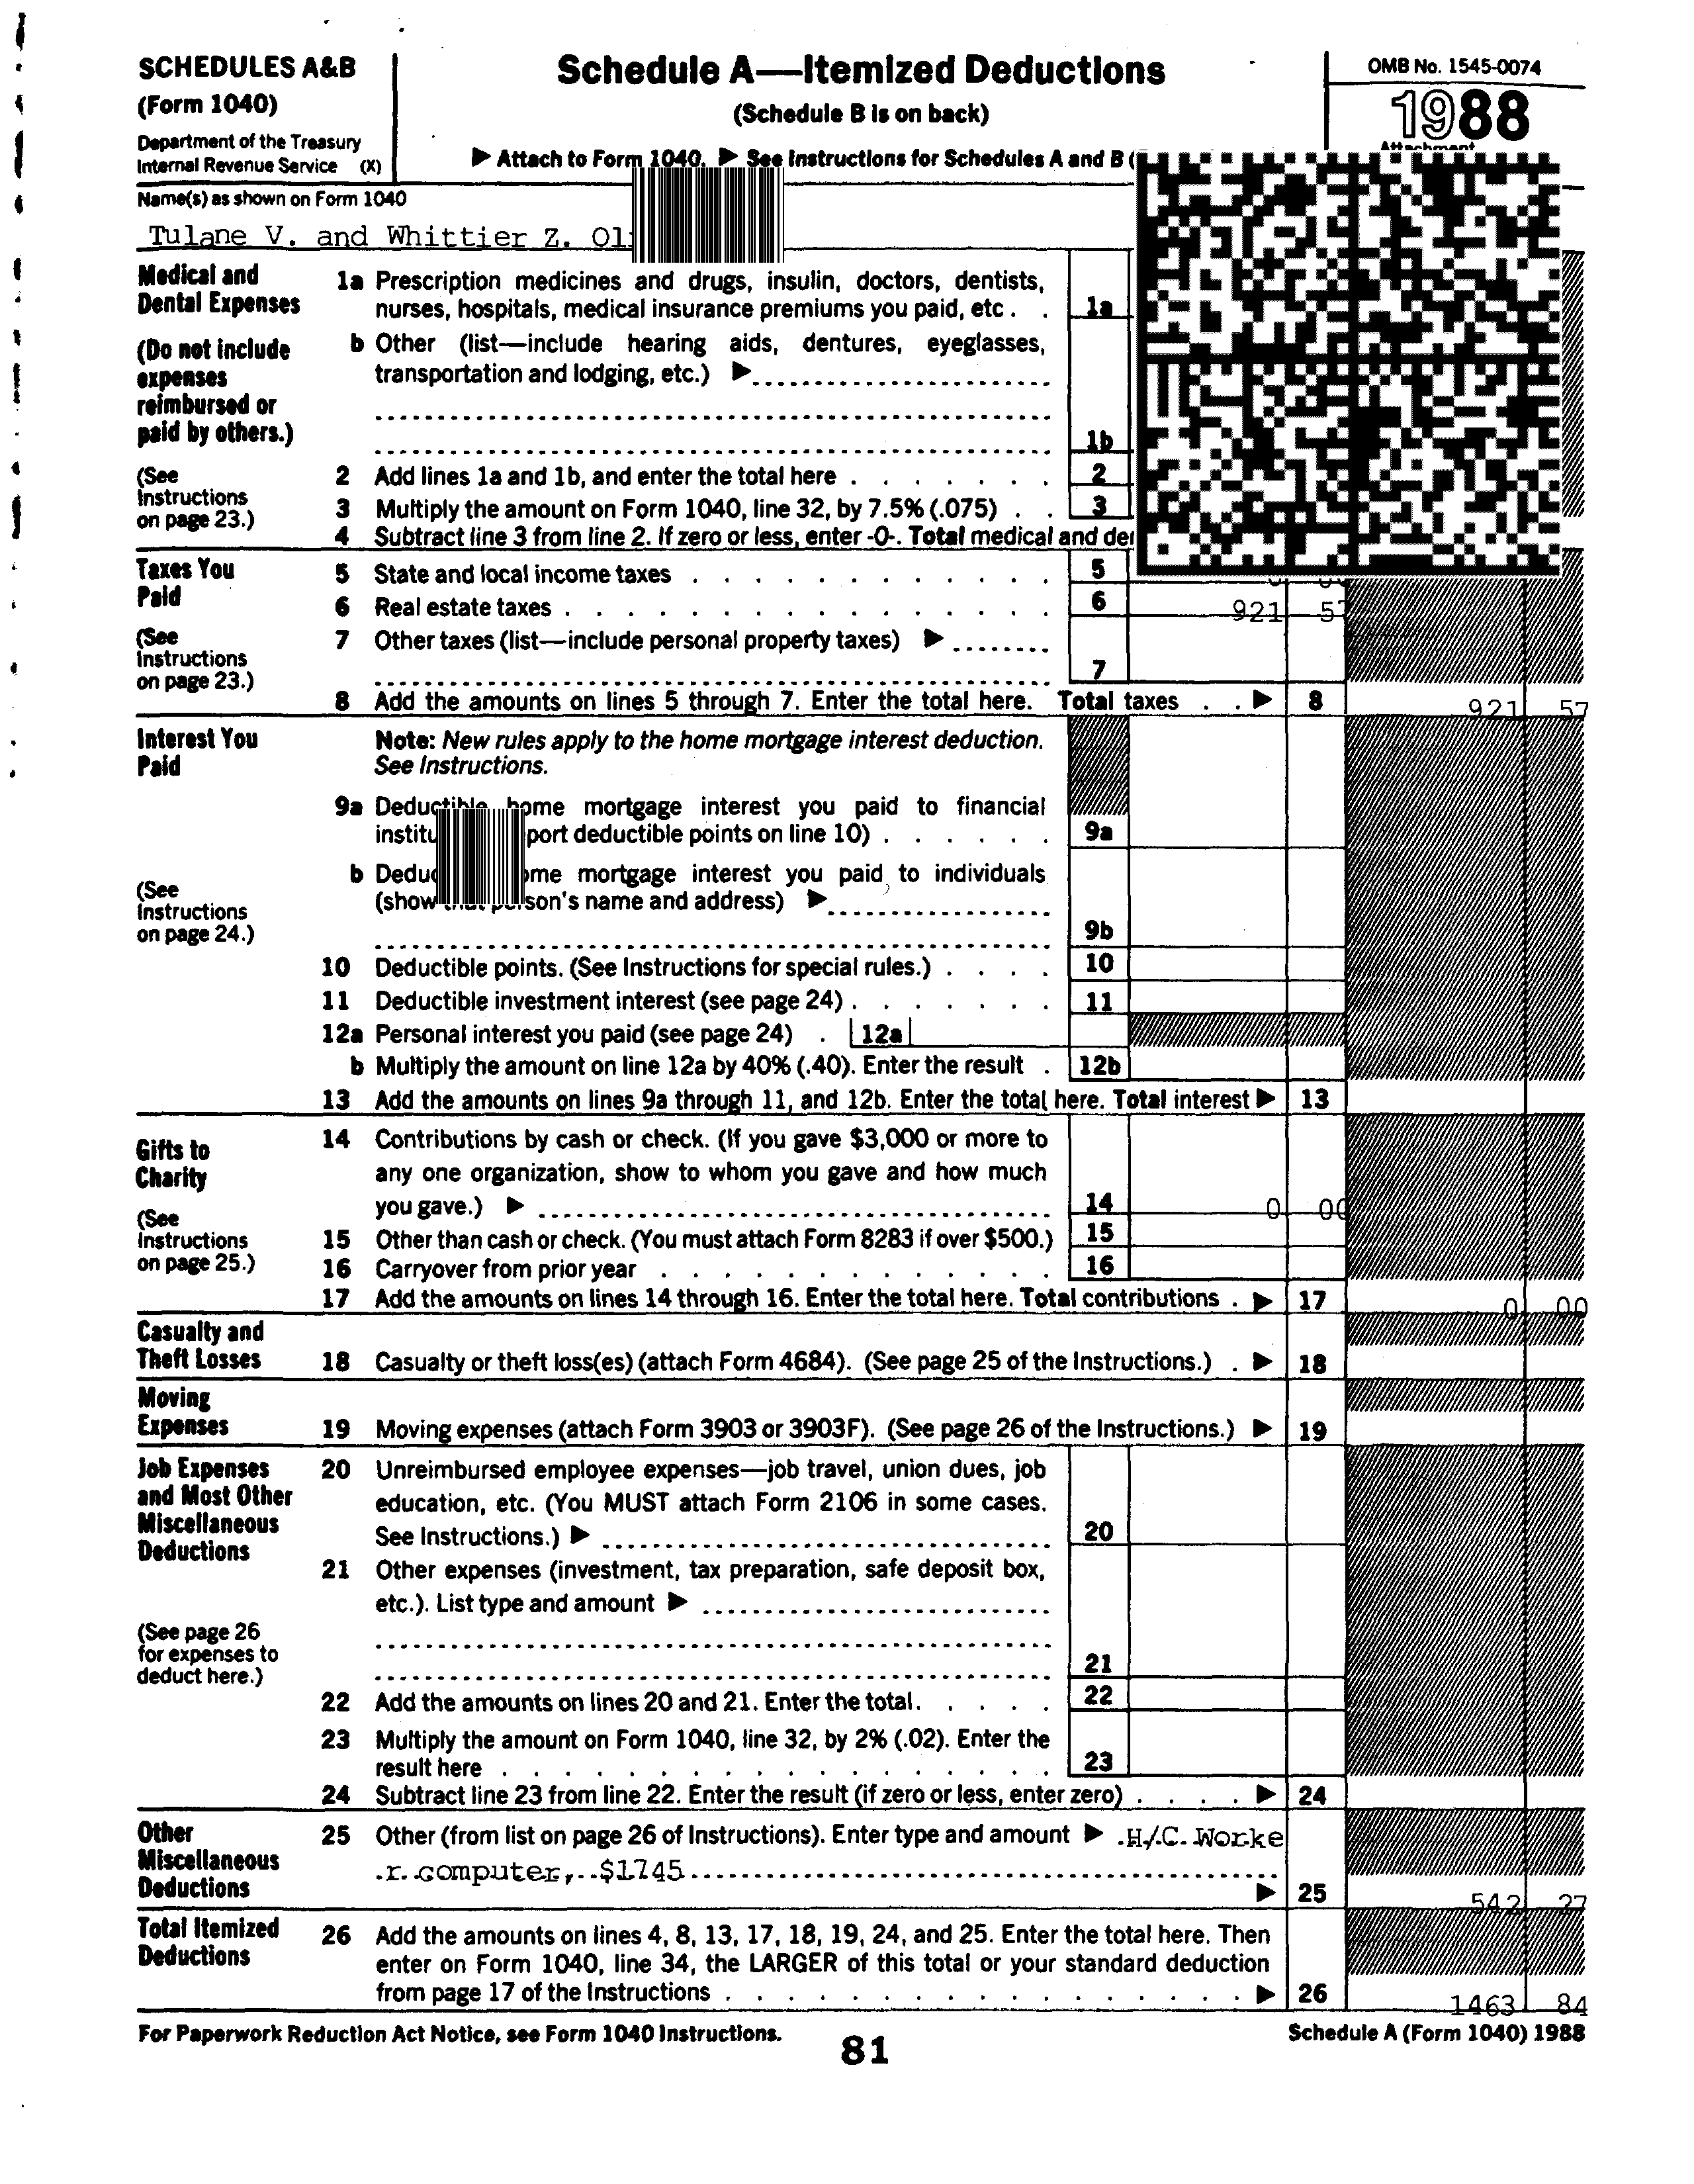 SCHEDULES A&B
(Form 1040)
Department of the Treasury
Internal Revenue Service (X)
Schedule A—Itemized Deductions
(Schedule B is on back)
▶ Attach to Form 1040. ▶ See Instructions for Schedules A and B (
OMB No. 1545-0074
1988
Attachment
Name(s) as shown on Form 1040
Tulane V. and Whittier Z.
Medical and Dental Expenses
(Do not include expenses reimbursed or paid by others.)
(See Instructions on page 23.)
1a Prescription medicines and drugs, insulin, doctors, dentists,
nurses, hospitals, medical insurance premiums you paid, etc. . 1a
b Other (list—include hearing aids, dentures, eyeglasses,
transportation and lodging, etc.) ▶
1b
2 Add lines 1a and 1b, and enter the total here . . . . . . . 2
3 Multiply the amount on Form 1040, line 32, by 7.5% (.075) . . 3
4 Subtract line 3 from line 2. If zero or less, enter -0-. Total medical and
Taxes You Paid
(See Instructions on page 23.)
5 State and local income taxes . . . . . . . . . . . . 5
6 Real estate taxes . . . . . . . . . . . . . . . . 6 921 57
7 Other taxes (list—include personal property taxes) ▶
7
8 Add the amounts on lines 5 through 7. Enter the total here. Total taxes . . ▶ 8 921 57
Interest You Paid
(See Instructions on page 24.)
Note: New rules apply to the home mortgage interest deduction.
See Instructions.
9a Deductible home mortgage interest you paid to financial
port deductible points on line 10) . . . . . . 9a
b mortgage interest you paid to individuals
(show person's name and address) ▶
9b
10 Deductible points. (See Instructions for special rules.) . . . . 10
11 Deductible investment interest (see page 24) . . . . . . . 11
12a Personal interest you paid (see page 24) . 12a
b Multiply the amount on line 12a by 40% (.40). Enter the result . 12b
13 Add the amounts on lines 9a through 11, and 12b. Enter the total here. Total interest ▶ 13
Gifts to Charity
(See Instructions on page 25.)
14 Contributions by cash or check. (If you gave $3,000 or more to
any one organization, show to whom you gave and how much
you gave.) ▶ 14 0 00
15 Other than cash or check. (You must attach Form 8283 if over $500.) 15
16 Carryover from prior year . . . . . . . . . . . . . 16
17 Add the amounts on lines 14 through 16. Enter the total here. Total contributions . ▶ 17 0 00
Casualty and Theft Losses
18 Casualty or theft loss(es) (attach Form 4684). (See page 25 of the Instructions.) . ▶ 18
Moving Expenses
19 Moving expenses (attach Form 3903 or 3903F). (See page 26 of the Instructions.) ▶ 19
Job Expenses and Most Other Miscellaneous Deductions
(See page 26 for expenses to deduct here.)
20 Unreimbursed employee expenses—job travel, union dues, job
education, etc. (You MUST attach Form 2106 in some cases.
See Instructions.) ▶ 20
21 Other expenses (investment, tax preparation, safe deposit box,
etc.). List type and amount ▶
21
22 Add the amounts on lines 20 and 21. Enter the total. . . . . 22
23 Multiply the amount on Form 1040, line 32, by 2% (.02). Enter the
result here . . . . . . . . . . . . . . . . . . 23
24 Subtract line 23 from line 22. Enter the result (if zero or less, enter zero) . . . . ▶ 24
Other Miscellaneous Deductions
25 Other (from list on page 26 of Instructions). Enter type and amount ▶ H/C Worke
r computer, $1745
▶ 25 542 27
Total Itemized Deductions
26 Add the amounts on lines 4, 8, 13, 17, 18, 19, 24, and 25. Enter the total here. Then
enter on Form 1040, line 34, the LARGER of this total or your standard deduction
from page 17 of the Instructions . . . . . . . . . . . . . . . . . ▶ 26 1463 84
For Paperwork Reduction Act Notice, see Form 1040 Instructions.
81
Schedule A (Form 1040) 1988